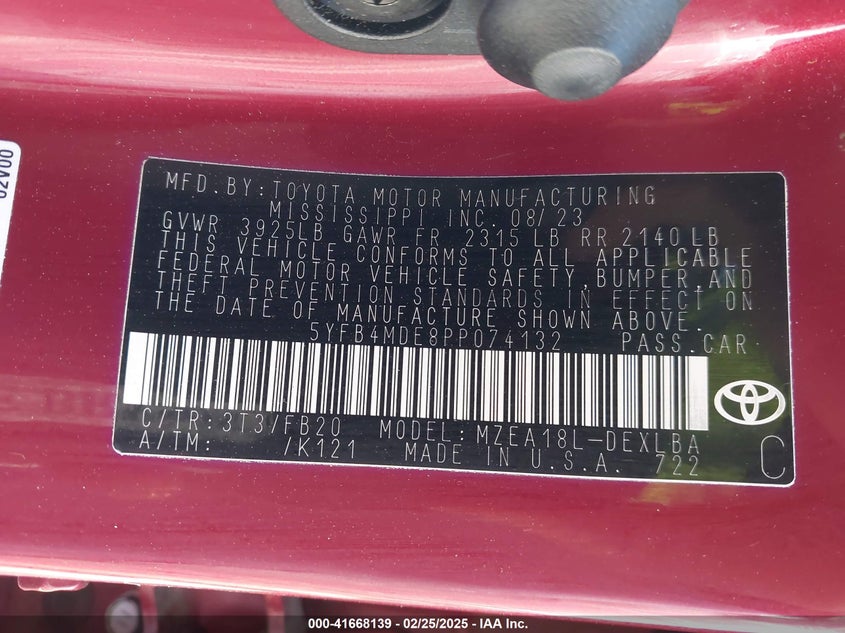 02V00
MFD.BY:TOYOTA MOTOR MANUFACTURING
MISSISSIPPI INC 08/23
GVWR 3925LB GAWR FR 2315 LB RR 2140 LB
THIS VEHICLE CONFORMS TO ALL APPLICABLE
FEDERAL MOTOR VEHICLE SAFETY, BUMPER, AND
THEFT PREVENTION STANDARDS IN EFFECT ON
THE DATE OF MANUFACTURE SHOWN ABOVE.
5YFB4MDE8PP074132 PASS.CAR
C/TR:3T3/FB20 MODEL:MZEA18L-DEXLBA
A/TM: /K121 MADE IN U.S.A. 722
C
000-41668139 - 02/25/2025 - IAA Inc.